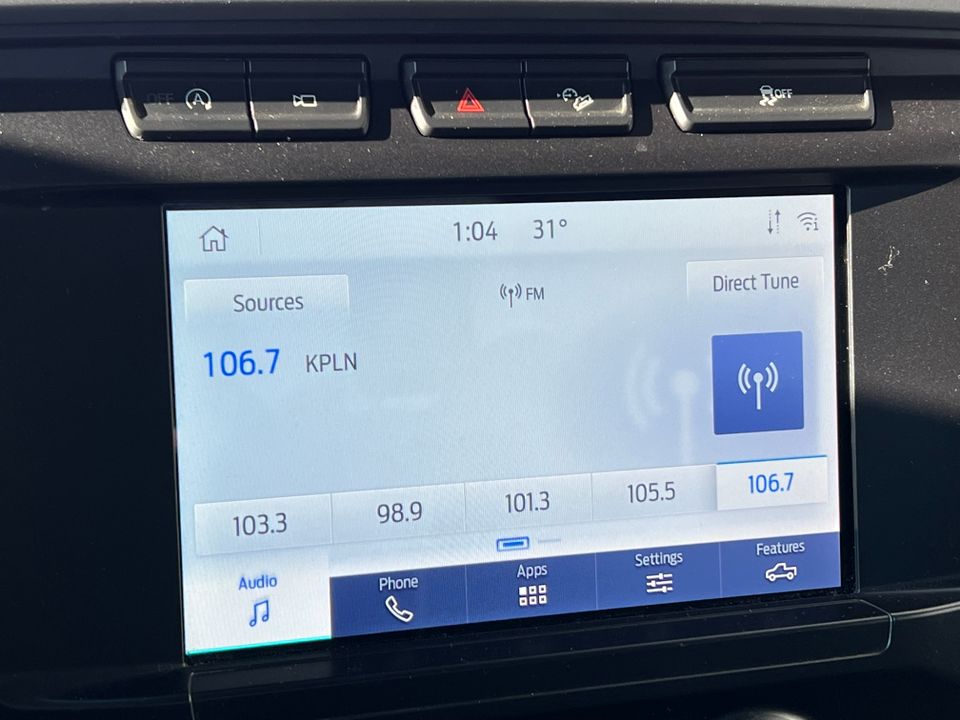 OFF A
OFF
1:04 31°
Sources
FM
Direct Tune
106.7 KPLN
103.3 98.9 101.3 105.5 106.7
Audio Phone Apps Settings Features